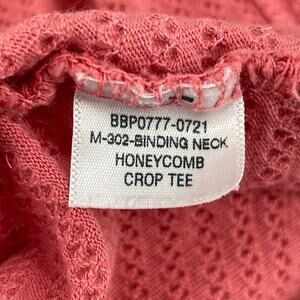 BBP0777-0721
M-302-BINDING NECK
HONEYCOMB
CROP TEE